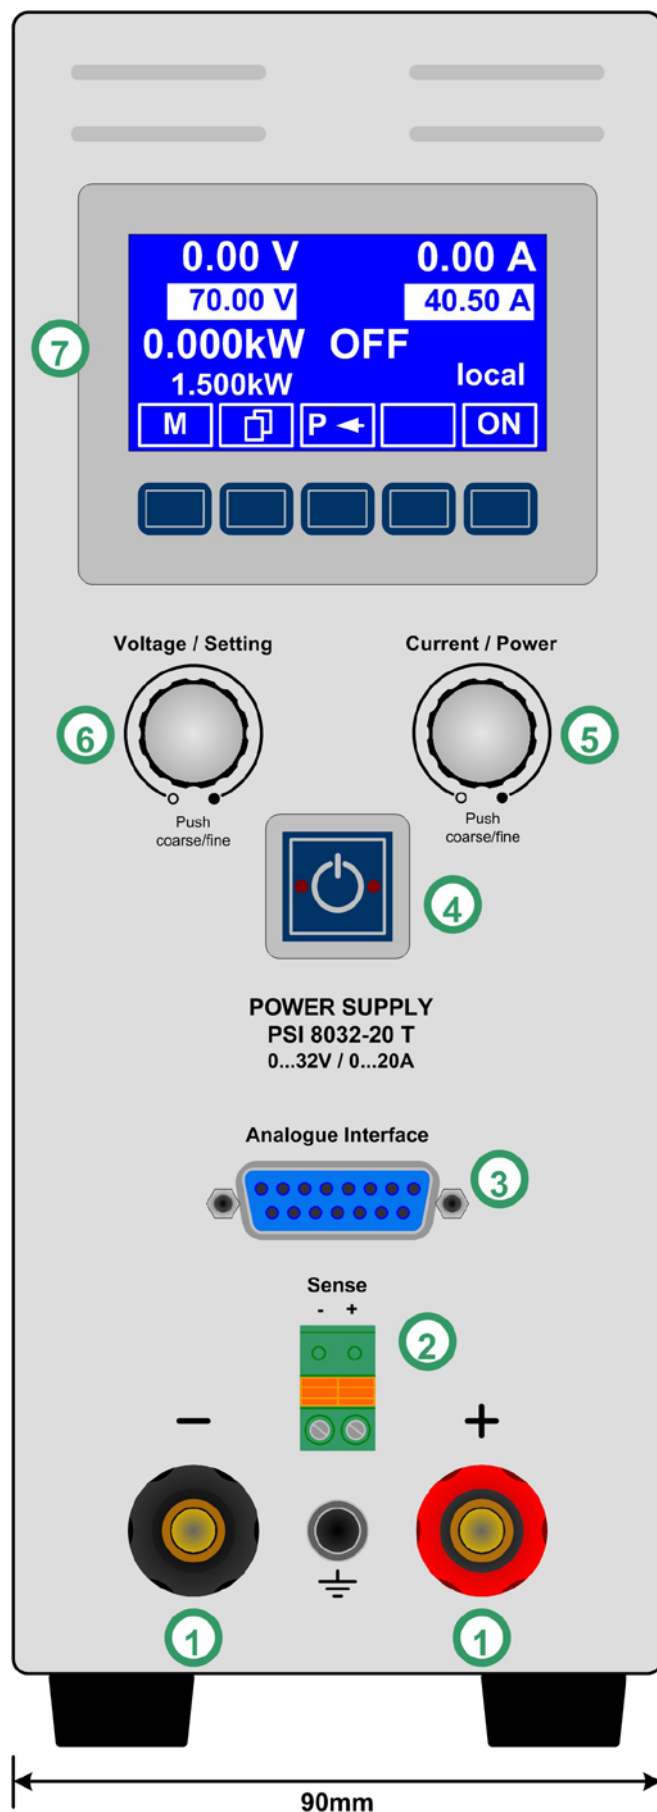 0.00 V 0.00 A
70.00 V 40.50 A
0.000kW OFF
1.500kW local
M P ON
7
Voltage / Setting Current / Power
6 5
Push coarse/fine Push coarse/fine
4
POWER SUPPLY
PSI 8032-20 T
0...32V / 0...20A
Analogue Interface
3
Sense
- +
2
− +
1 1
90mm